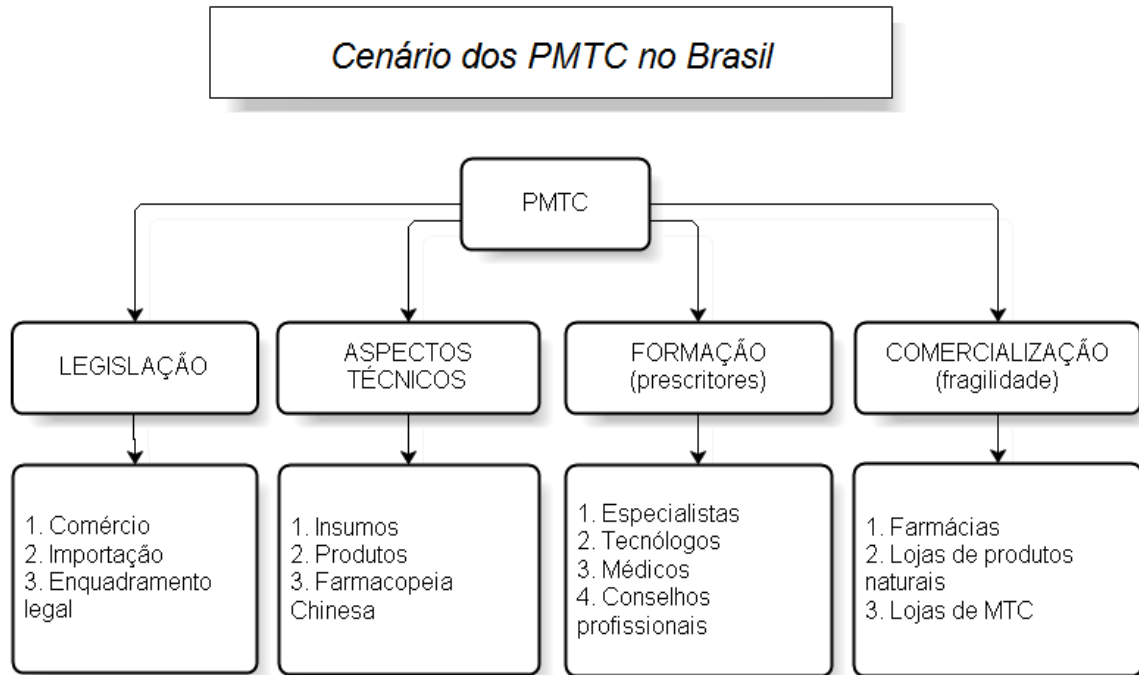 Cenário dos PMTC no Brasil
PMTC
LEGISLAÇÃO
ASPECTOS
TÉCNICOS
FORMAÇÃO
(prescritores)
COMERCIALIZAÇÃO
(fragilidade)
1. Comércio
2. Importação
3. Enquadramento
legal
1. Insumos
2. Produtos
3. Farmacopeia
Chinesa
1. Especialistas
2. Tecnólogos
3. Médicos
4. Conselhos
profissionais
1. Farmácias
2. Lojas de produtos
naturais
3. Lojas de MTC